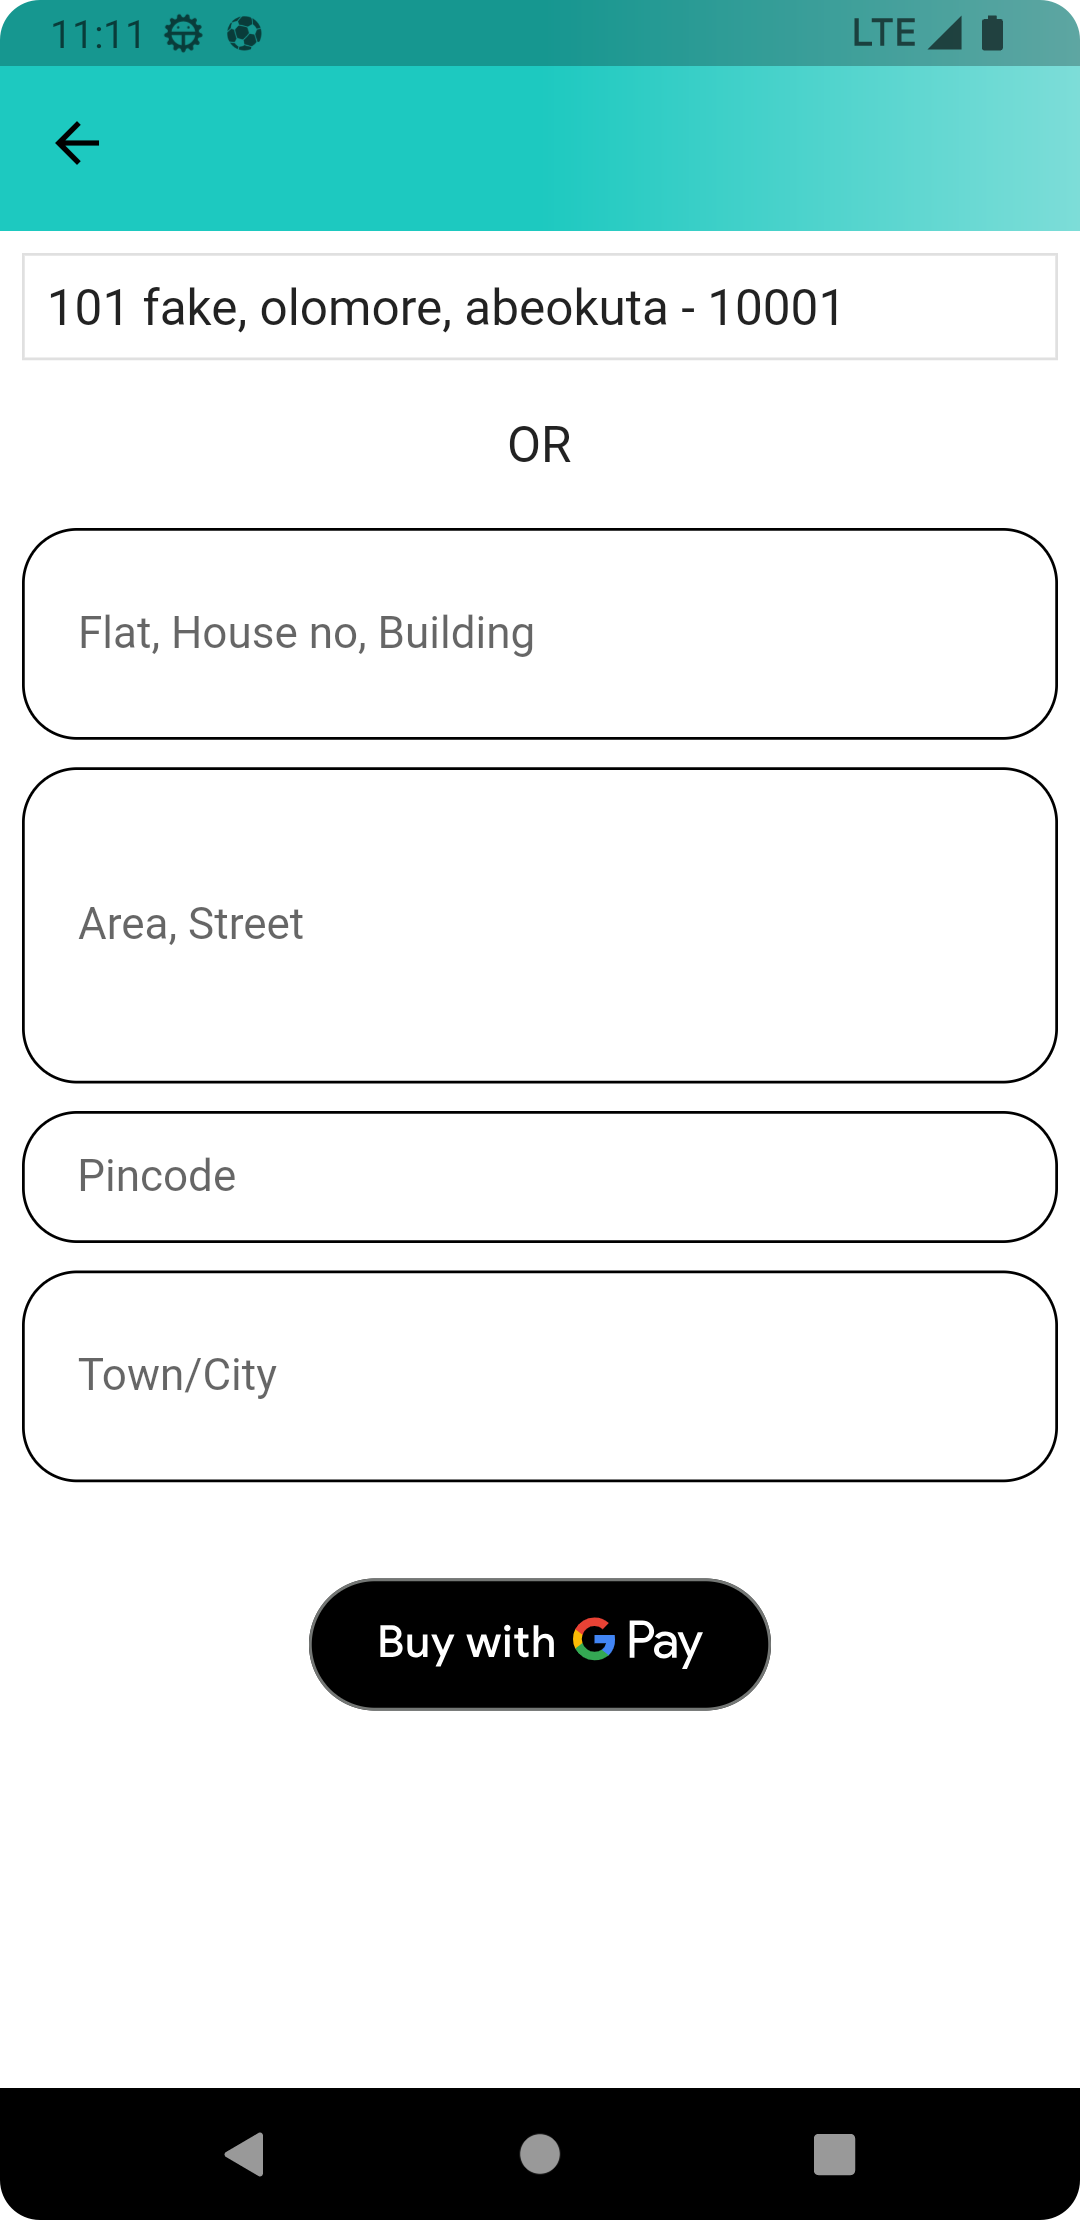 11:11 LTE
101 fake, olomore, abeokuta - 10001
OR
Flat, House no, Building
Area, Street
Pincode
Town/City
Buy with G Pay